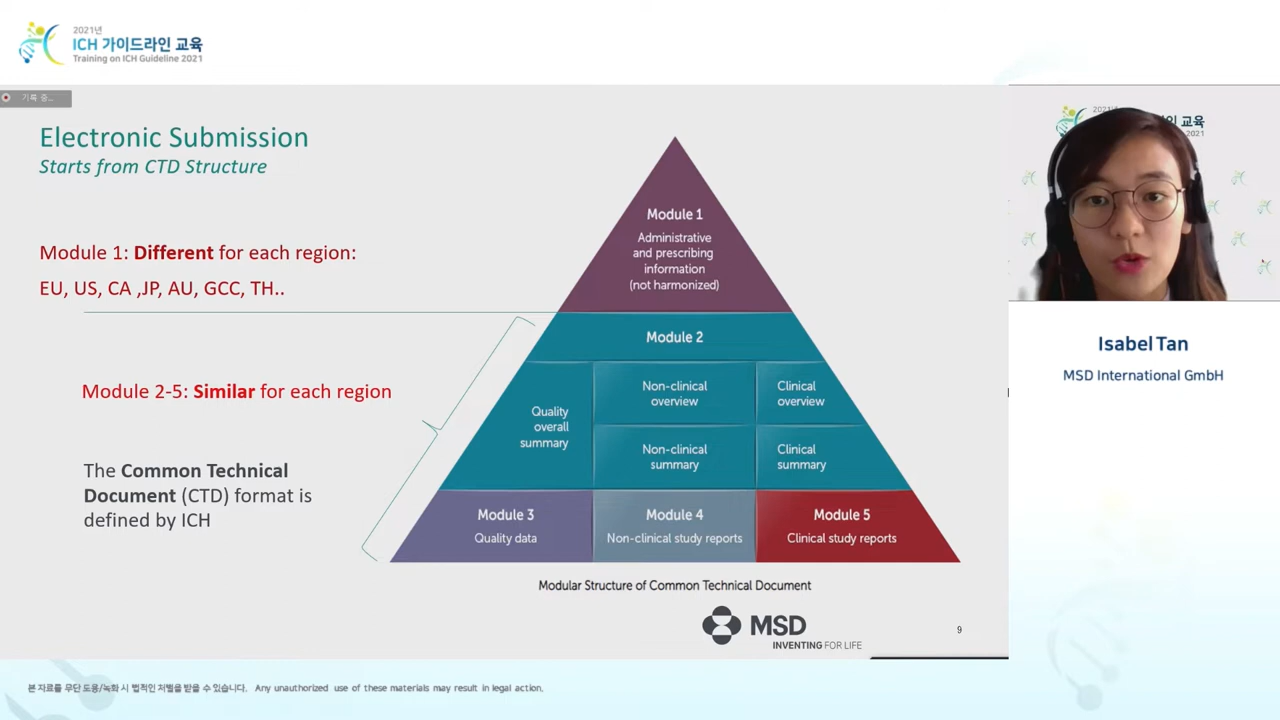 2021년
ICH 가이드라인 교육
Training on ICH Guideline 2021
기록 중...
Electronic Submission
Starts from CTD Structure
Module 1: Different for each region:
EU, US, CA ,JP, AU, GCC, TH..
Module 2-5: Similar for each region
The Common Technical
Document (CTD) format is
defined by ICH
Module 1
Administrative
and prescribing
information
(not harmonized)
Module 2
Quality
overall
summary
Non-clinical
overview
Clinical
overview
Non-clinical
summary
Clinical
summary
Module 3
Quality data
Module 4
Non-clinical study reports
Module 5
Clinical study reports
Modular Structure of Common Technical Document
MSD
INVENTING FOR LIFE
9
교육
2021
Isabel Tan
MSD International GmbH
본 자료를 무단 도용/녹화 시 법적인 처벌을 받을 수 있습니다. Any unauthorized use of these materials may result in legal action.